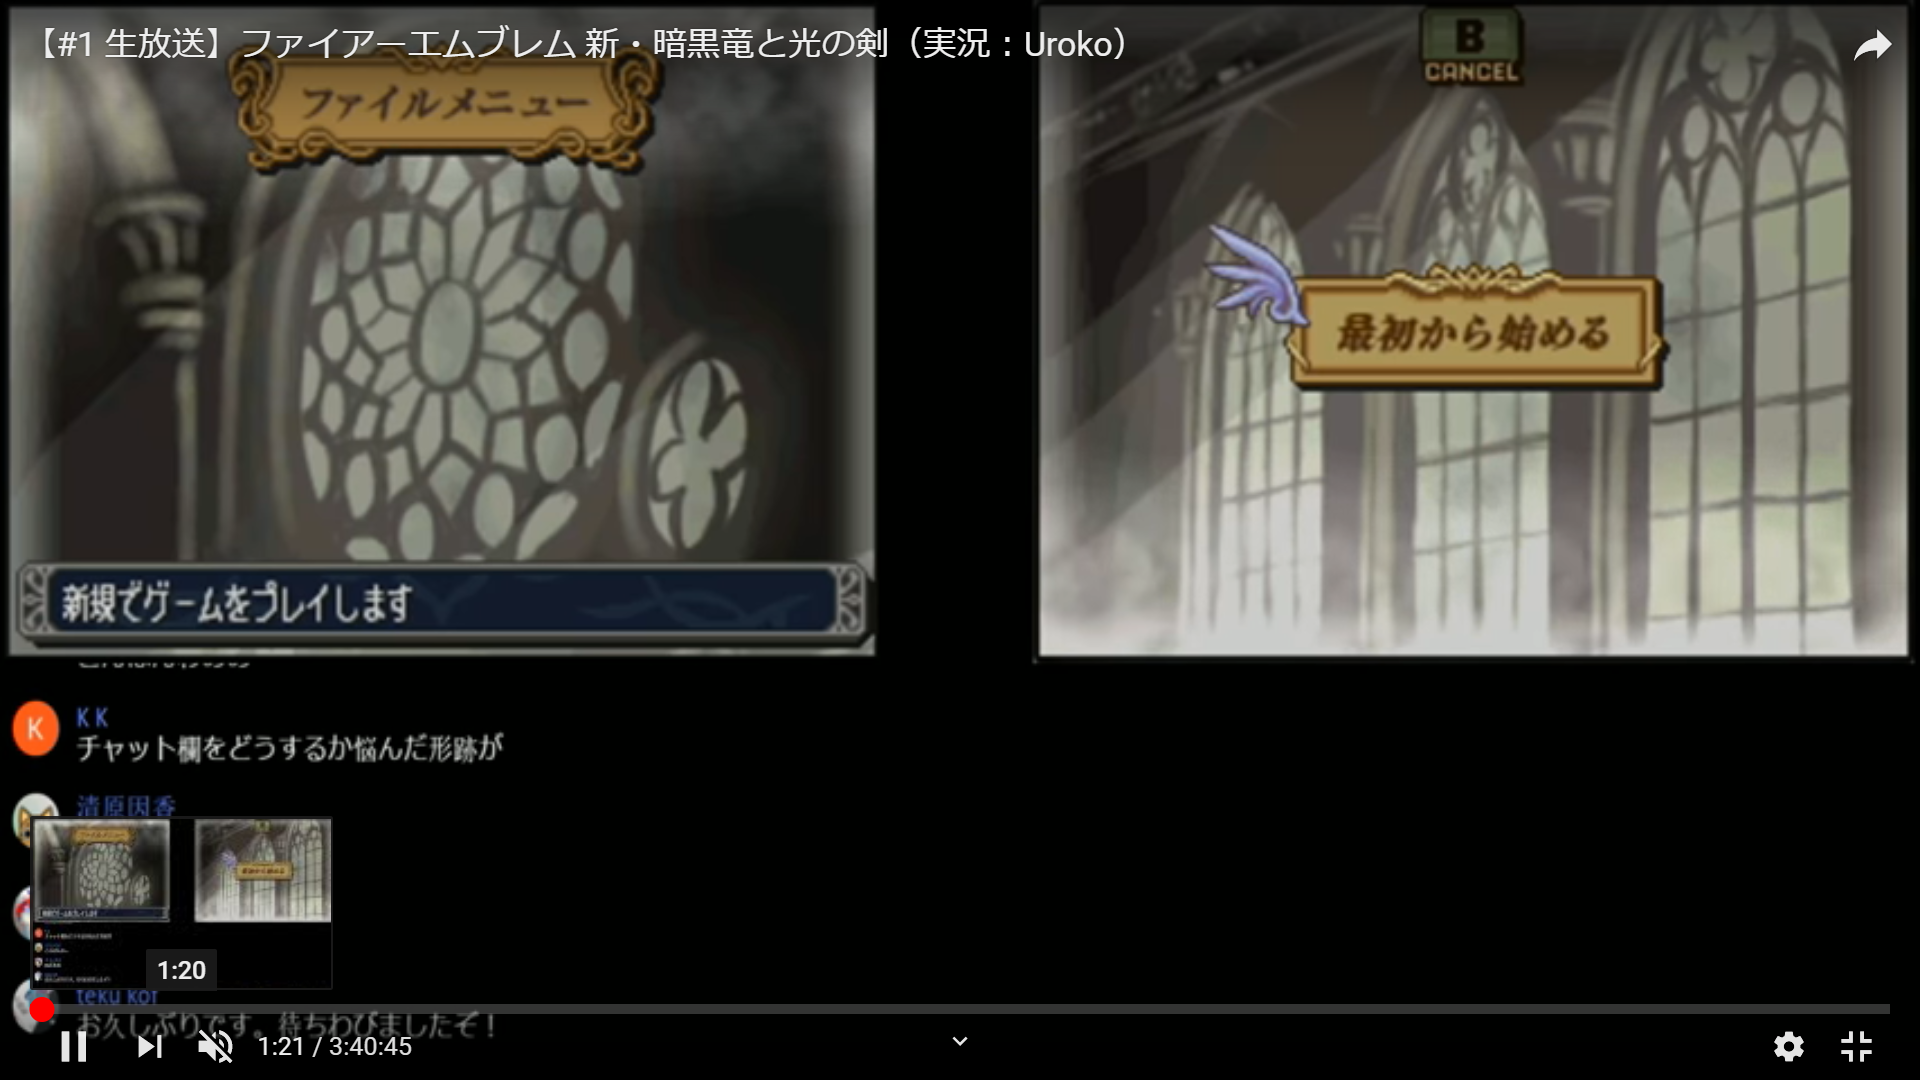 【#1 生放送】ファイアーエムブレム 新・暗黒竜と光の剣（実況：Uroko）
ファイルメニュー
B
CANCEL
最初から始める
新規でゲームをプレイします
K
K K
チャット欄をどうするか悩んだ形跡が
清原因香
1:20
teku kor
お久しぶりです。待ちわびましたぞ！
1:21 / 3:40:45